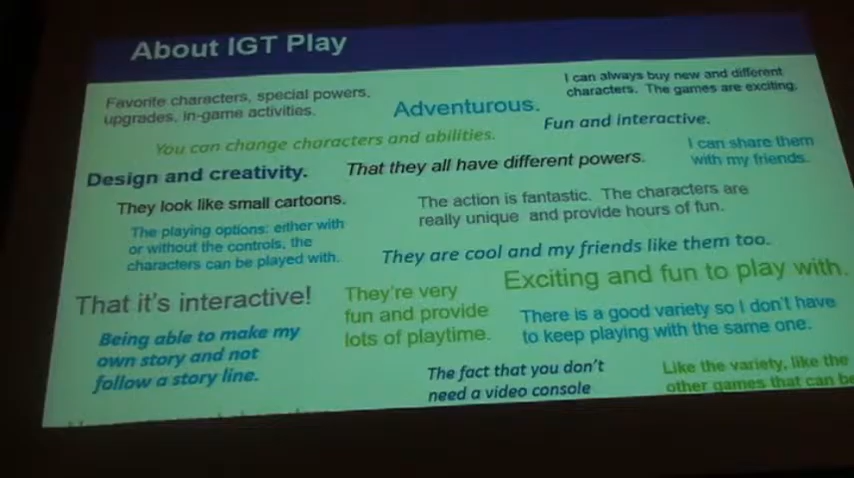 About IGT Play
Favorite characters, special powers,
upgrades, in-game activities.
Adventurous.
I can always buy new and different
characters. The games are exciting.
Fun and interactive.
You can change characters and abilities.
I can share them
with my friends.
Design and creativity.
That they all have different powers.
They look like small cartoons.
The action is fantastic. The characters are
really unique and provide hours of fun.
The playing options: either with
or without the controls, the
characters can be played with.
They are cool and my friends like them too.
Exciting and fun to play with.
That it's interactive!
They're very
fun and provide
lots of playtime.
There is a good variety so I don't have
to keep playing with the same one.
Being able to make my
own story and not
follow a story line.
The fact that you don't
need a video console
Like the variety, like the
other games that can be